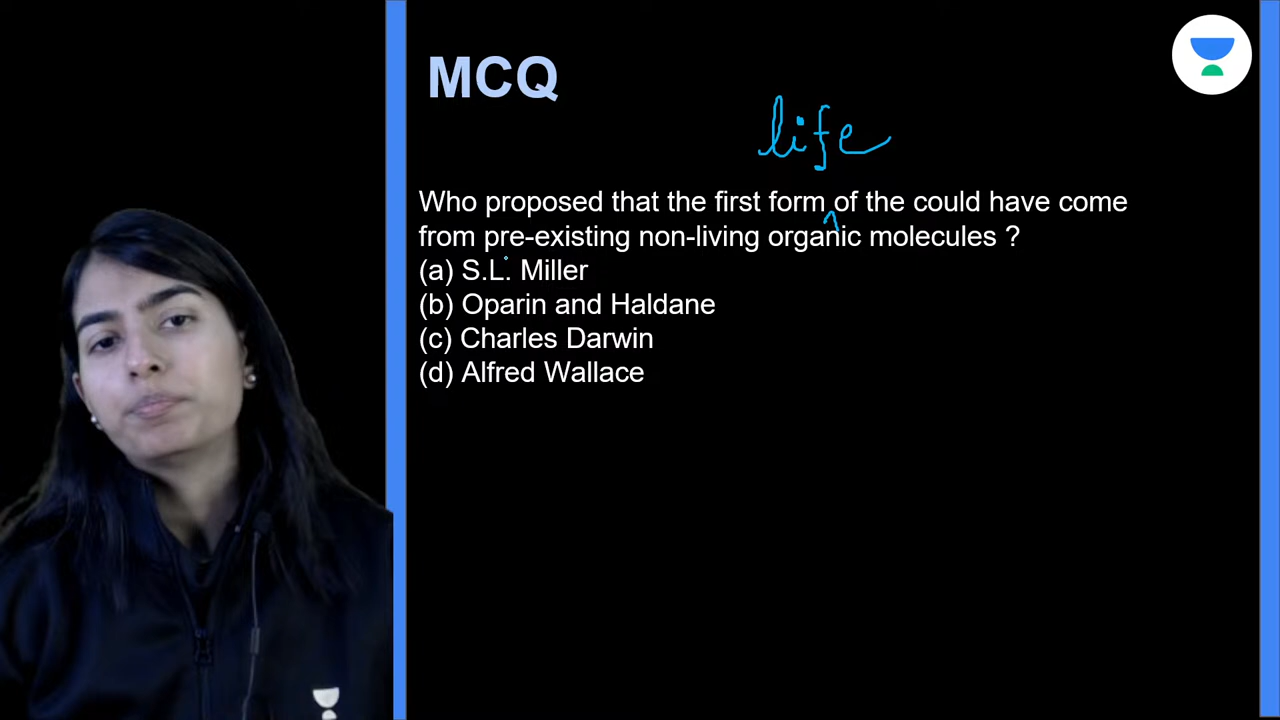 MCQ
life
Who proposed that the first form of the could have come
from pre-existing non-living organic molecules ?
(a) S.L. Miller
(b) Oparin and Haldane
(c) Charles Darwin
(d) Alfred Wallace